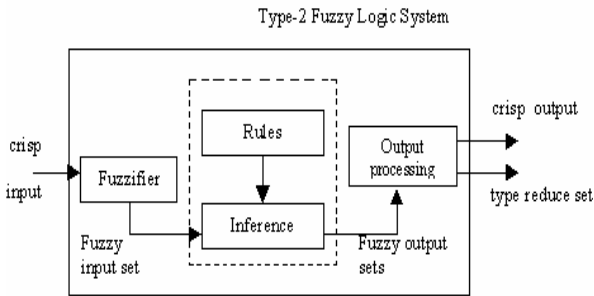 Type-2 Fuzzy Logic System
crisp
input
Fuzzifier
Fuzzy
input set
Rules
Inference
Output
processing
Fuzzy output
sets
crisp output
type reduce set